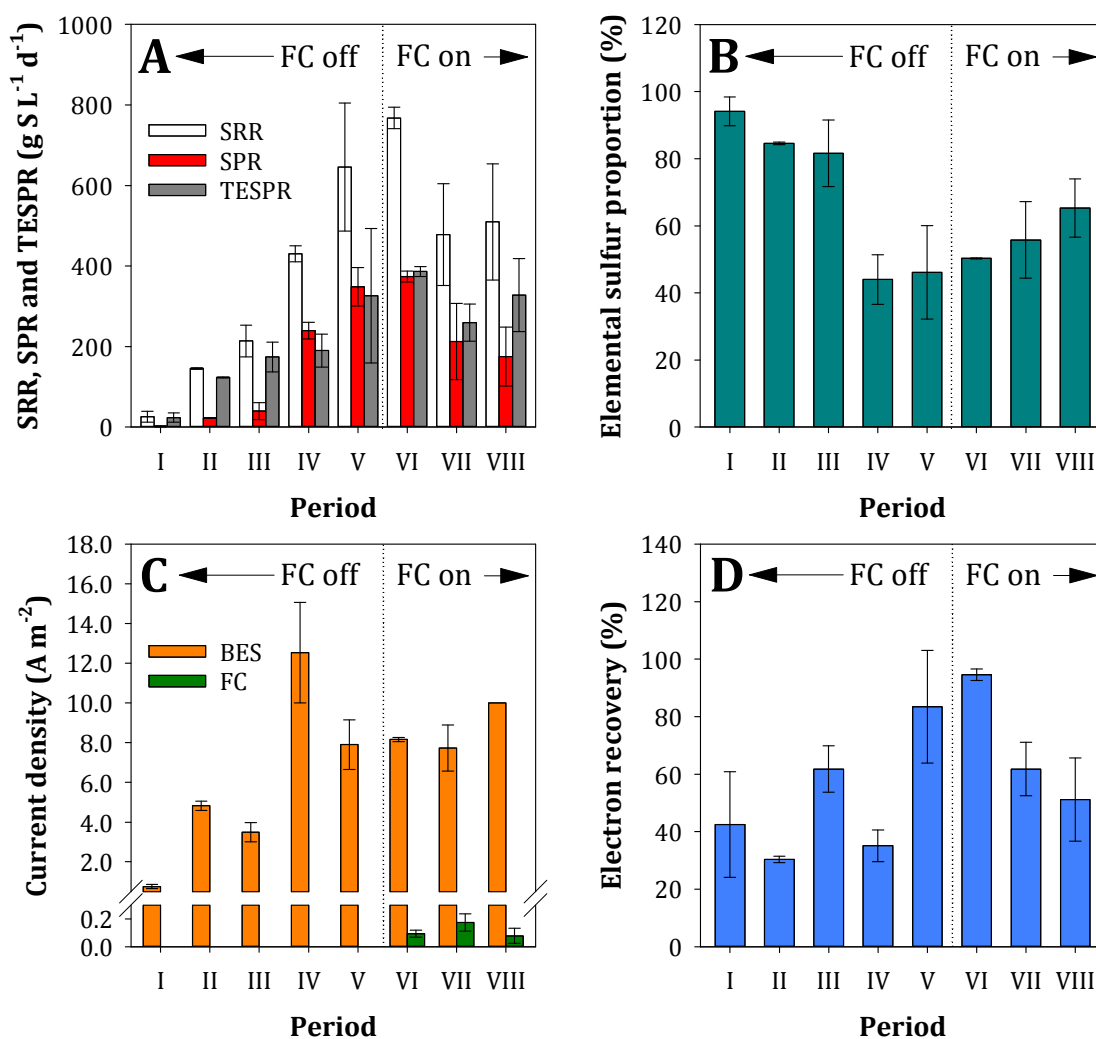 A
FC off
FC on
SRR
SPR
TESPR
SRR, SPR and TESPR (g S L-1 d-1)
1000
800
600
400
200
0
I II III IV V VI VII VIII
Period
B
FC off
FC on
Elemental sulfur proportion (%)
120
100
80
60
40
20
0
I II III IV V VI VII VIII
Period
C
FC off
FC on
BES
FC
Current density (A m-2)
18.0
16.0
14.0
12.0
10.0
8.0
6.0
4.0
2.0
0.2
0.0
I II III IV V VI VII VIII
Period
D
FC off
FC on
Electron recovery (%)
140
120
100
80
60
40
20
0
I II III IV V VI VII VIII
Period